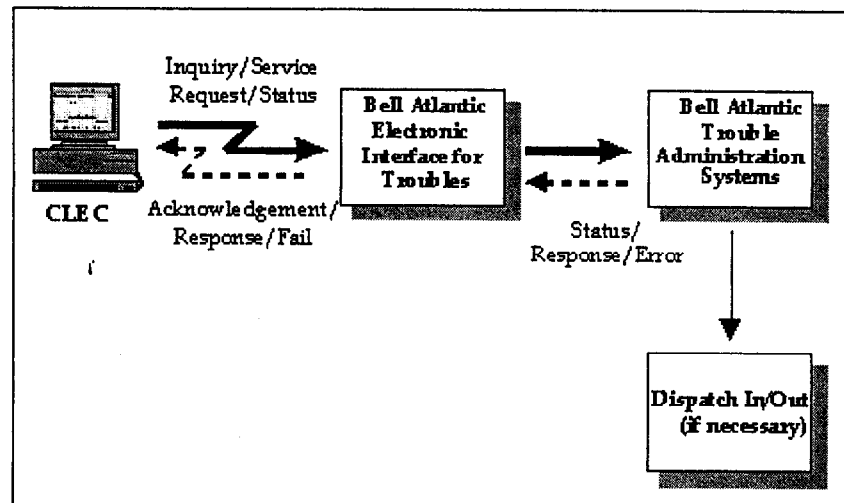 Inquiry/Service
Request/Status
Bell Atlantic
Electronic
Interface for
Troubles
Bell Atlantic
Trouble
Administration
Systems
CLEC
Acknowledgement/
Response/Fail
Status/
Response/Error
Dispatch In/Out
(if necessary)